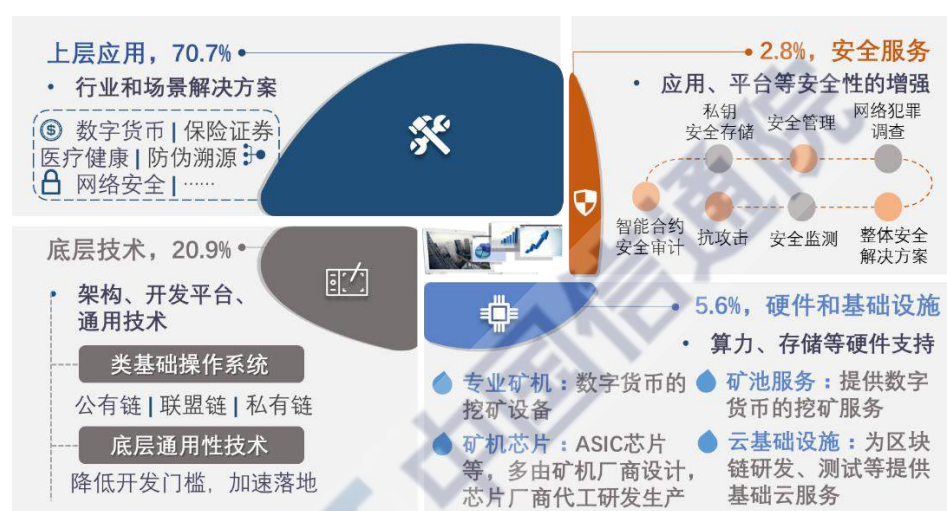 上层应用，70.7%
• 行业和场景解决方案
数字货币 | 保险证券
医疗健康 | 防伪溯源
网络安全 | ……
2.8%，安全服务
• 应用、平台等安全性的增强
私钥
安全存储
安全管理
网络犯罪
调查
智能合约
安全审计
抗攻击
安全监测
整体安全
解决方案
底层技术，20.9%
• 架构、开发平台、
通用技术
类基础操作系统
公有链 | 联盟链 | 私有链
底层通用性技术
降低开发门槛，加速落地
5.6%，硬件和基础设施
• 算力、存储等硬件支持
专业矿机：数字货币的
挖矿设备
矿机芯片：ASIC芯片
等，多由矿机厂商设计，
芯片厂商代工研发生产
矿池服务：提供数字
货币的挖矿服务
云基础设施：为区块
链研发、测试等提供
基础云服务
中国信通院